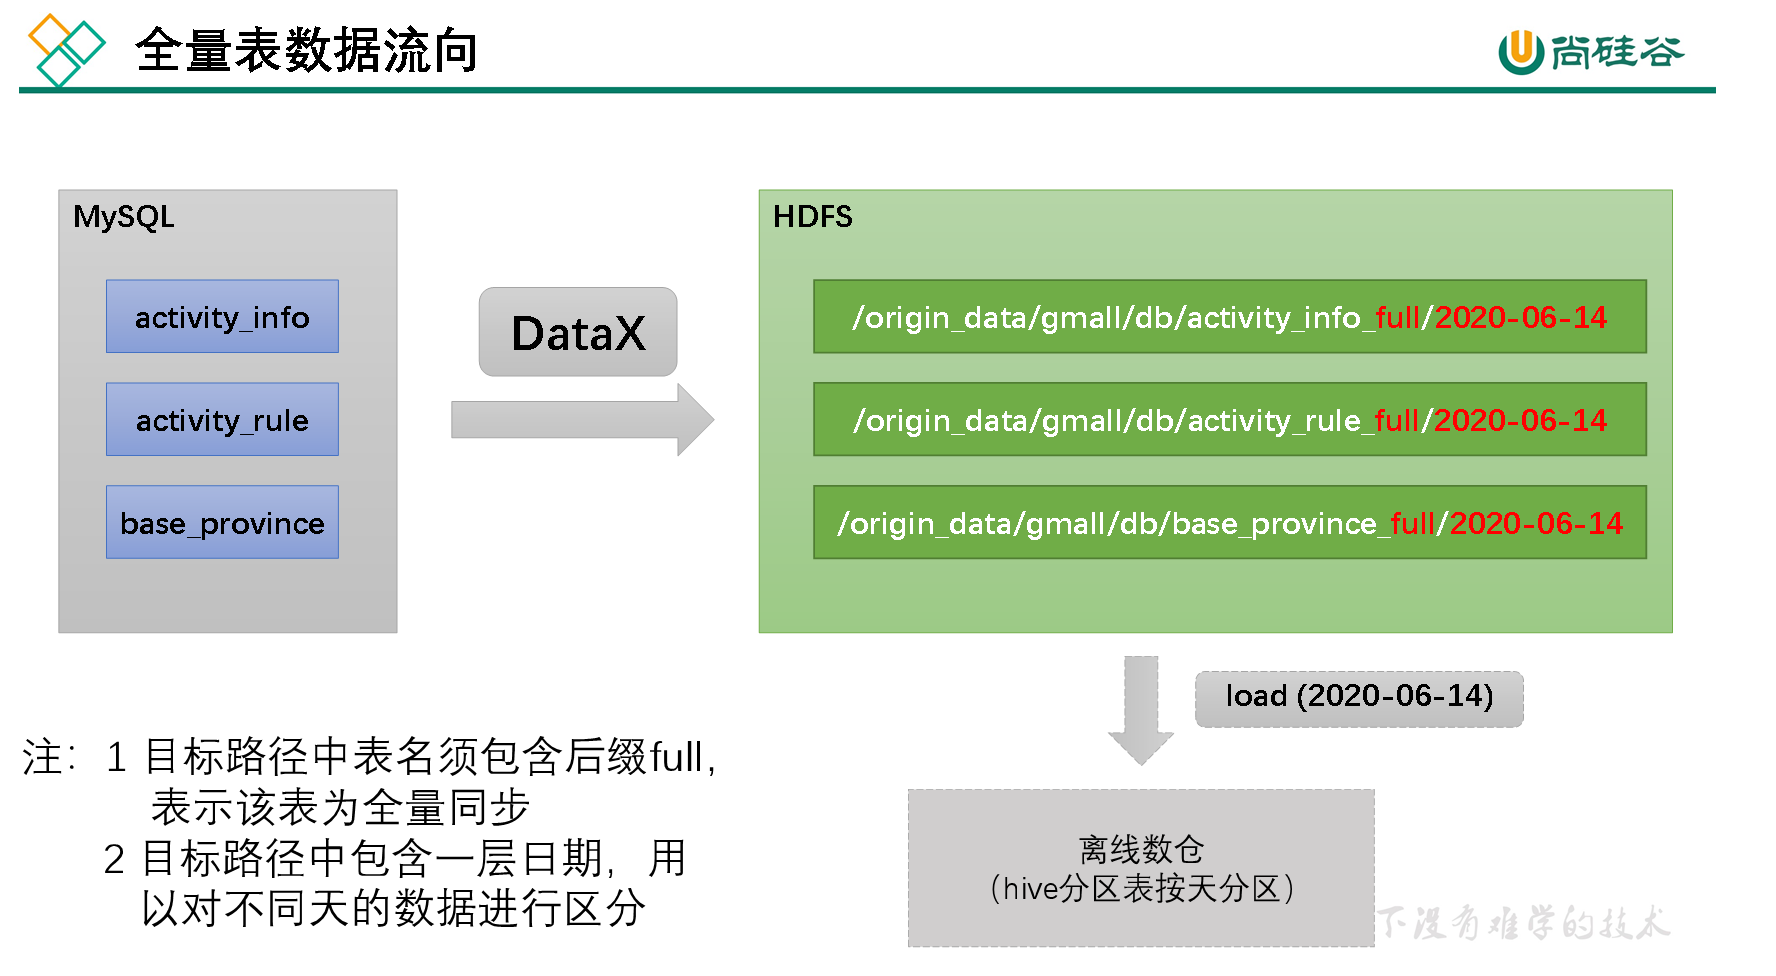 全量表数据流向
尚硅谷
MySQL
activity_info
activity_rule
base_province
DataX
HDFS
/origin_data/gmall/db/activity_info_full/2020-06-14
/origin_data/gmall/db/activity_rule_full/2020-06-14
/origin_data/gmall/db/base_province_full/2020-06-14
load (2020-06-14)
离线数仓
（hive分区表按天分区）
注：1 目标路径中表名须包含后缀full，
表示该表为全量同步
2 目标路径中包含一层日期，用
以对不同天的数据进行区分
下没有难学的技术